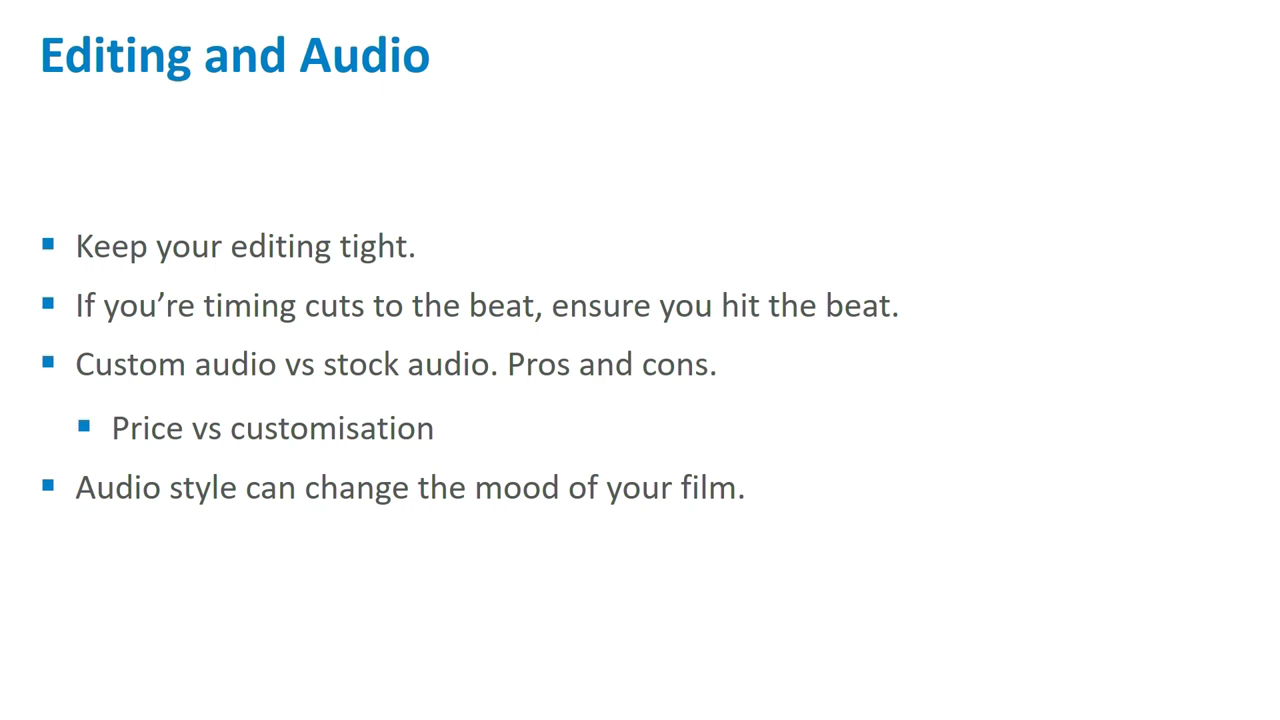 Editing and Audio
Keep your editing tight.
If you’re timing cuts to the beat, ensure you hit the beat.
Custom audio vs stock audio. Pros and cons.
Price vs customisation
Audio style can change the mood of your film.